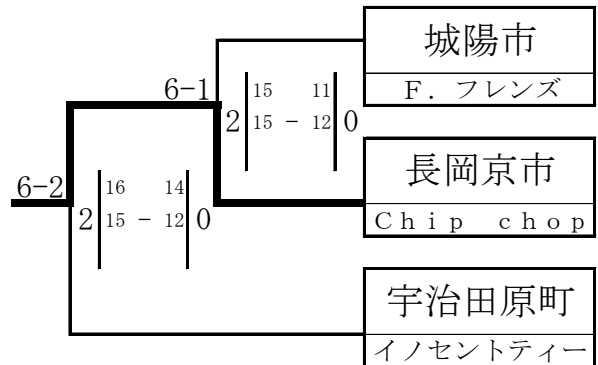 城陽市
F．フレンズ
6-1
15 11
2 15 - 12 0
長岡京市
Ｃｈｉｐ　ｃｈｏｐ
6-2
16 14
2 15 - 12 0
宇治田原町
イノセントティー